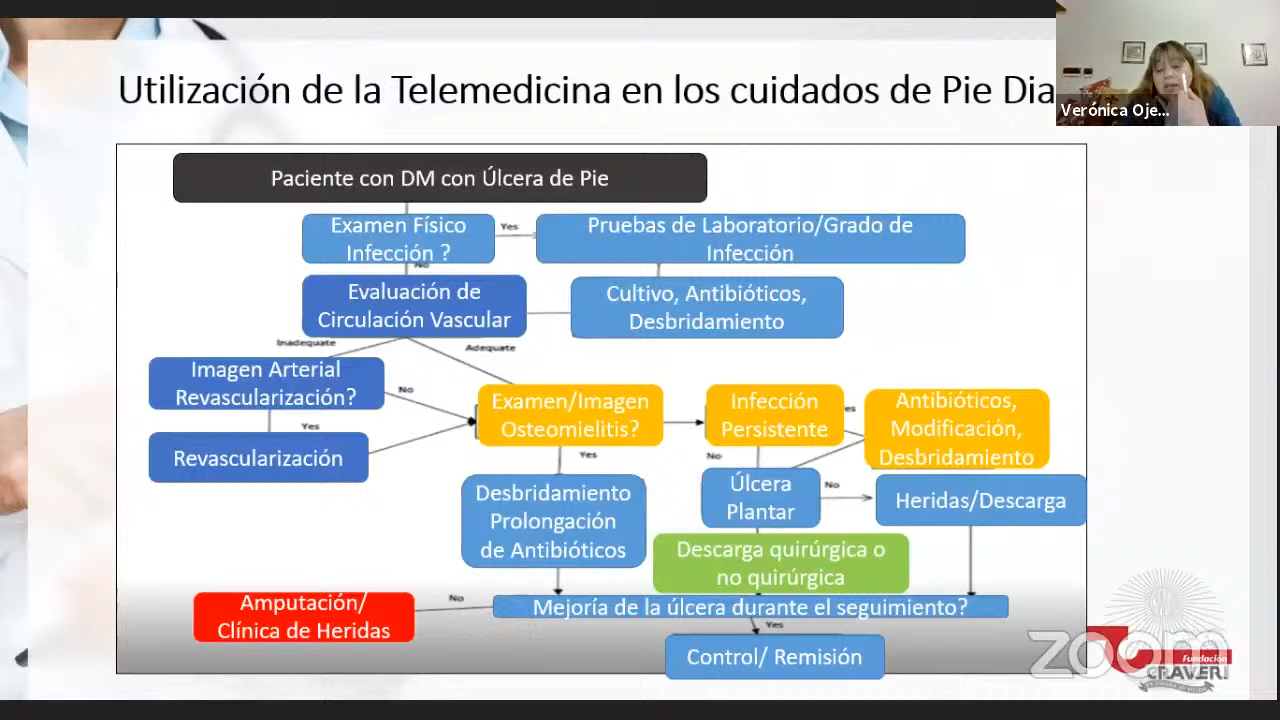 Utilización de la Telemedicina en los cuidados de Pie Dia
Verónica Oje...
Paciente con DM con Úlcera de Pie
Examen Físico
Infección ?
Yes
Pruebas de Laboratorio/Grado de
Infección
No
Evaluación de
Circulación Vascular
Cultivo, Antibióticos,
Desbridamiento
Inadequate
Adequate
Imagen Arterial
Revascularización?
No
Yes
Revascularización
Examen/Imagen
Osteomielitis?
Yes
Infección
Persistente
Yes
No
Antibióticos,
Modificación,
Desbridamiento
Desbridamiento
Prolongación
de Antibióticos
Úlcera
Plantar
No
Heridas/Descarga
Descarga quirúrgica o
no quirúrgica
Mejoría de la úlcera durante el seguimiento?
No
Amputación/
Clínica de Heridas
Yes
Control/ Remisión
zoom
Fundación
CRAVERI